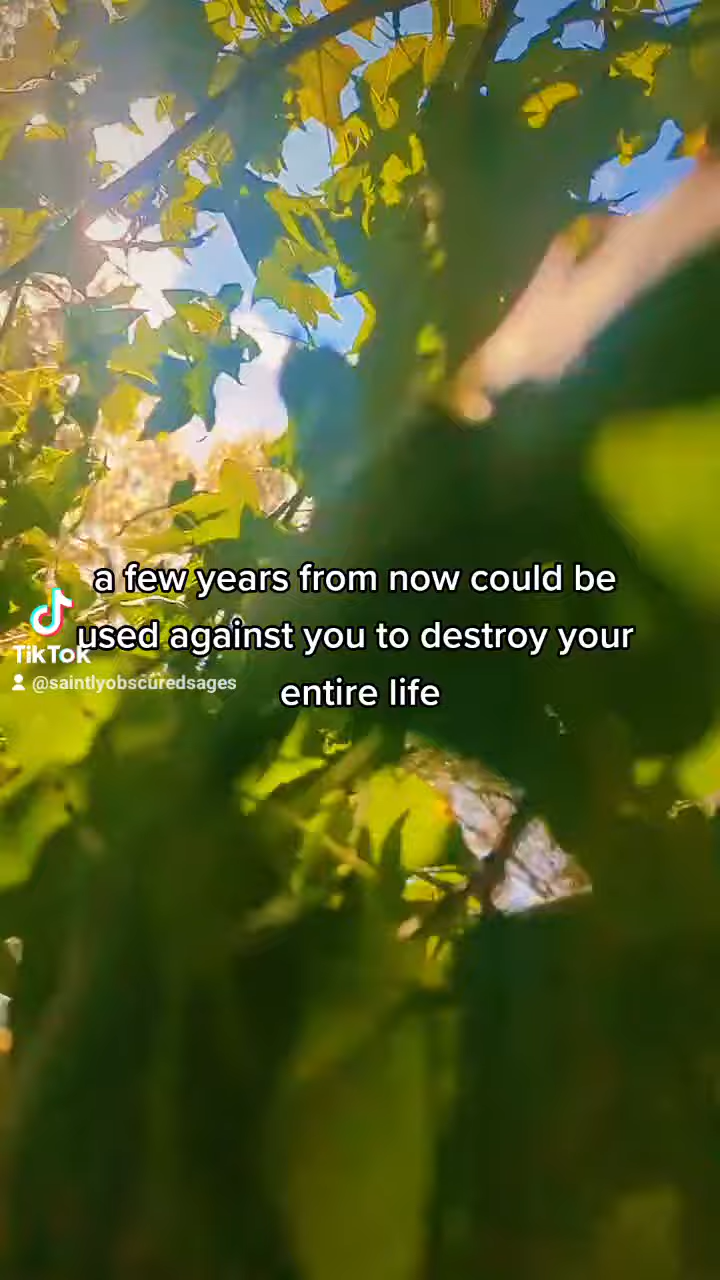 a few years from now could be
used against you to destroy your
entire life
TikTok
@saintlyobscuredsages